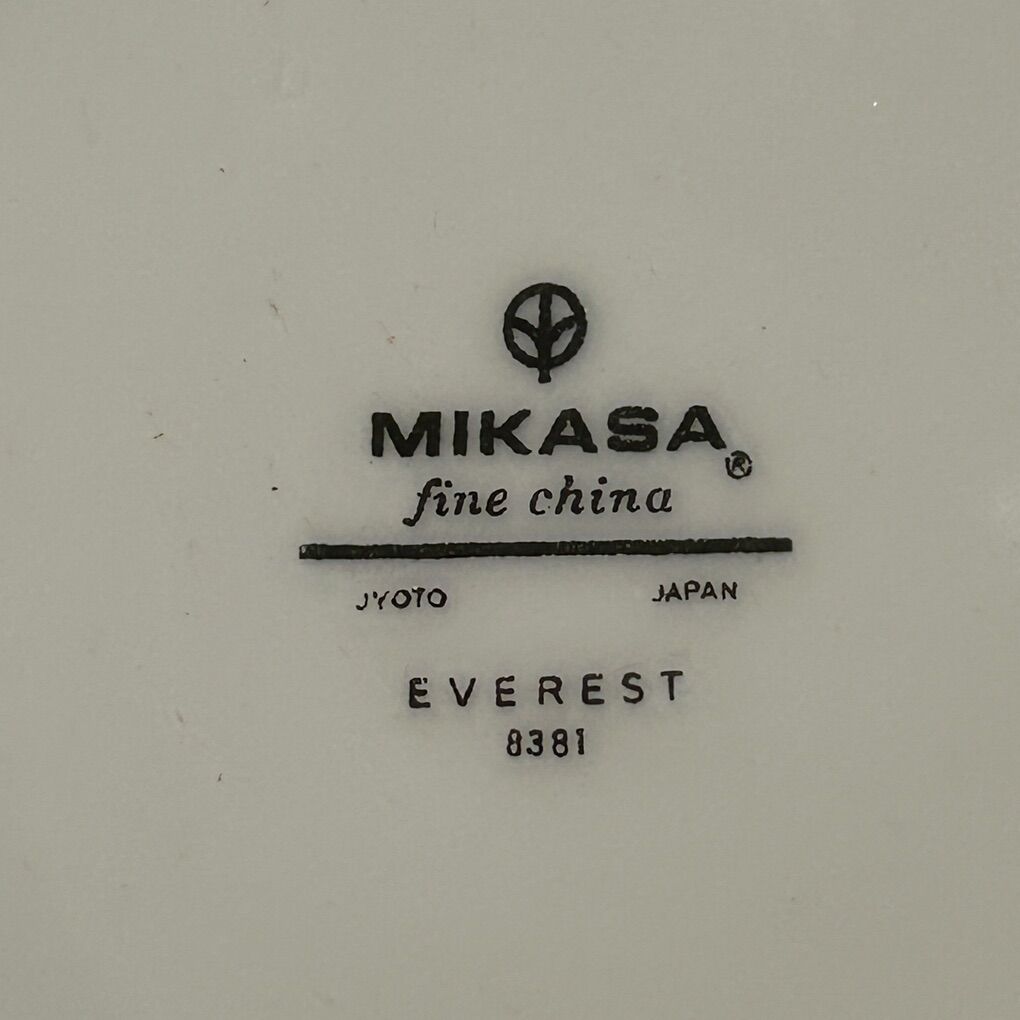 MIKASA®
fine china
JYOTO JAPAN
EVEREST
8381